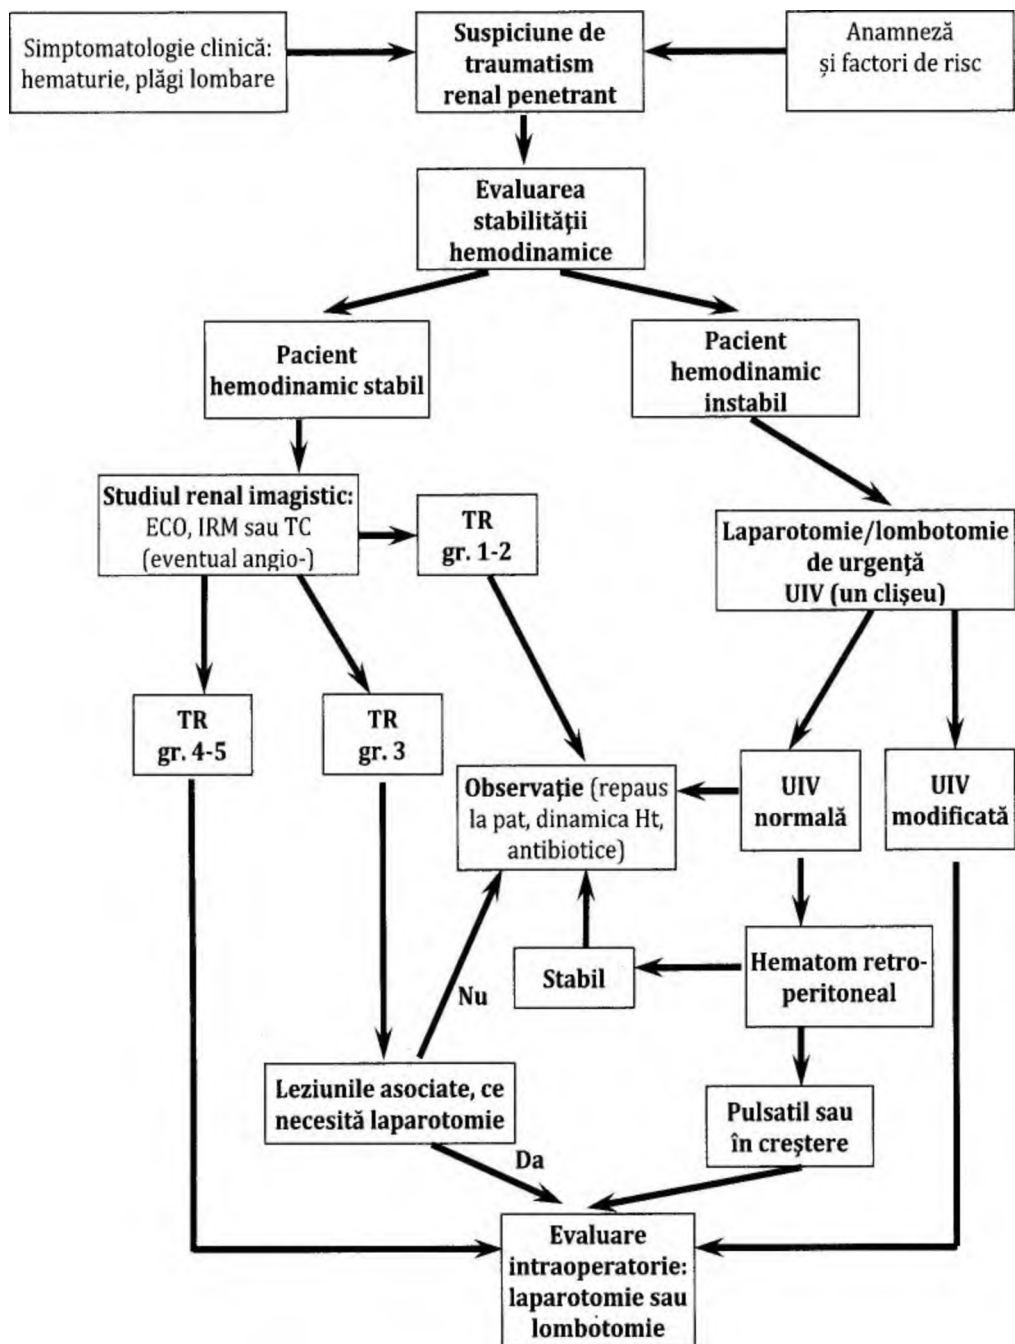 Simptomatologie clinică:
hematurie, plăgi lombare
Suspiciune de
traumatism
renal penetrant
Anamneză
și factori de risc
Evaluarea
stabilității
hemodinamice
Pacient
hemodinamic stabil
Pacient
hemodinamic
instabil
Studiul renal imagistic:
ECO, IRM sau TC
(eventual angio-)
TR
gr. 1-2
Laparotomie/lombotomie
de urgență
UIV (un clișeu)
TR
gr. 4-5
TR
gr. 3
Observație (repaus
la pat, dinamica Ht,
antibiotice)
UIV
normală
UIV
modificată
Stabil
Hematom retro-
peritoneal
Nu
Leziunile asociate, ce
necesită laparotomie
Pulsatil sau
în creștere
Da
Evaluare
intraoperatorie:
laparotomie sau
lombotomie